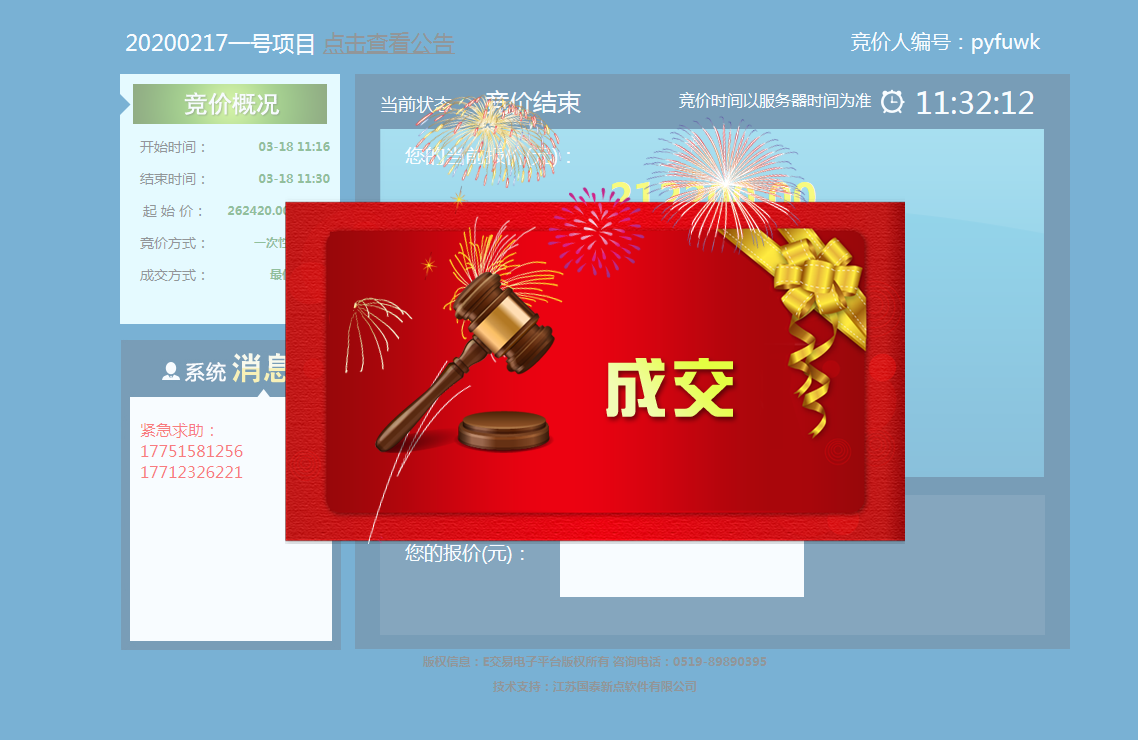 20200217一号项目 点击查看公告
竞价人编号：pyfuwk
竞价概况
开始时间： 03-18 11:16
结束时间： 03-18 11:30
起 始 价： 262420.00
竞价方式： 一次性
成交方式：
系统 消息
紧急求助：
17751581256
17712326221
当前状态 竞价结束
竞价时间以服务器时间为准 11:32:12
您的当前报价(元)：
成交
您的报价(元)：
版权信息：E交易电子平台版权所有 咨询电话：0519-89890395
技术支持：江苏国泰新点软件有限公司